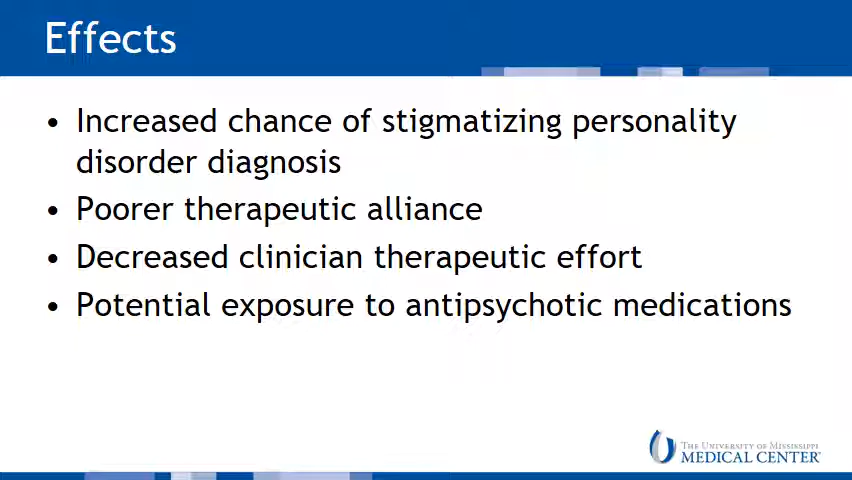 Effects
• Increased chance of stigmatizing personality
disorder diagnosis
• Poorer therapeutic alliance
• Decreased clinician therapeutic effort
• Potential exposure to antipsychotic medications
THE UNIVERSITY OF MISSISSIPPI
MEDICAL CENTER